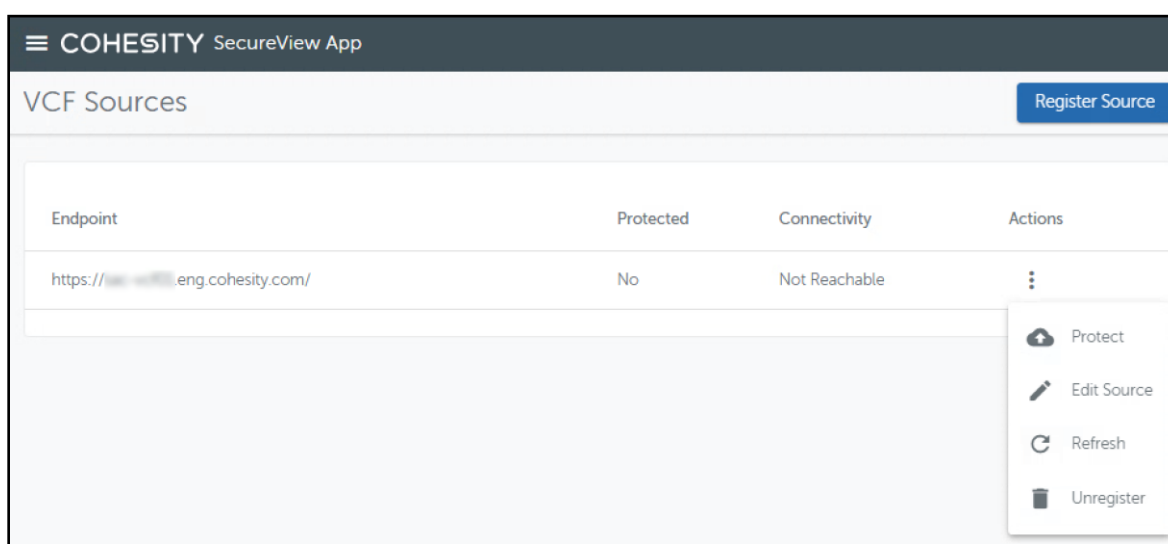 COHESITY SecureView App
VCF Sources
Register Source
Endpoint Protected Connectivity Actions
https:// .eng.cohesity.com/ No Not Reachable
Protect
Edit Source
Refresh
Unregister